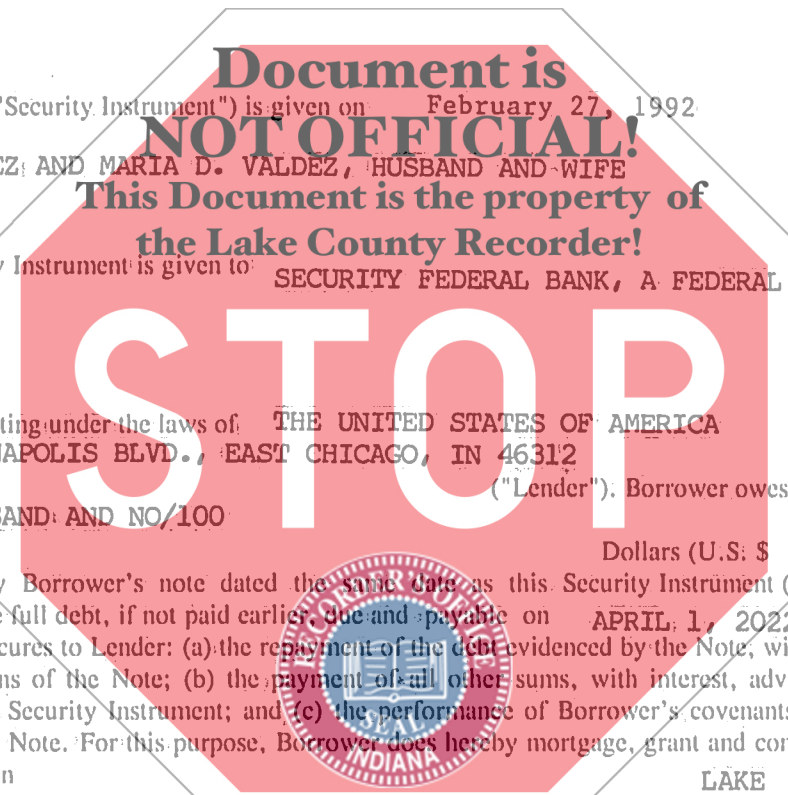 Document is
"Security Instrument") is given on February 27, 1992
NOT OFFICIAL!
EZ AND MARIA D. VALDEZ, HUSBAND AND WIFE
This Document is the property of
the Lake County Recorder!
y Instrument is given to SECURITY FEDERAL BANK, A FEDERAL
STOP
ting under the laws of THE UNITED STATES OF AMERICA
NAPOLIS BLVD., EAST CHICAGO, IN 46312
("Lender"). Borrower owes
SAND AND NO/100
Dollars (U.S. $
y Borrower's note dated the same date as this Security Instrument (
e full debt, if not paid earlier, due and payable on APRIL 1, 2022
cures to Lender: (a) the repayment of the debt evidenced by the Note, wi
ns of the Note; (b) the payment of all other sums, with interest, adv
Security Instrument; and (c) the performance of Borrower's covenants
Note. For this purpose, Borrower does hereby mortgage, grant and con
n LAKE
RECORDER
SEAL
INDIANA